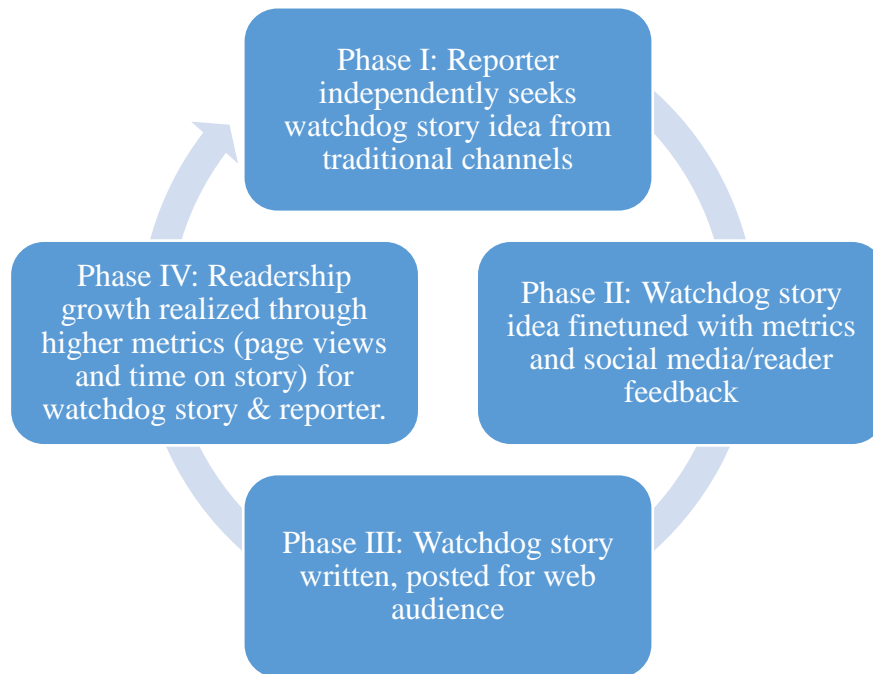 Phase I: Reporter
independently seeks
watchdog story idea from
traditional channels
Phase II: Watchdog story
idea finetuned with metrics
and social media/reader
feedback
Phase III: Watchdog story
written, posted for web
audience
Phase IV: Readership
growth realized through
higher metrics (page views
and time on story) for
watchdog story & reporter.